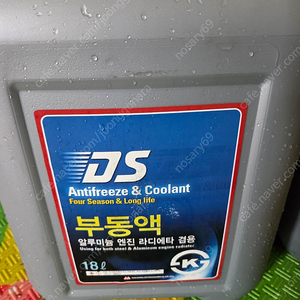 DS
Antifreeze & Coolant
Four Season & Long life
부동액
알루미늄 엔진 라디에타 겸용
Using for both steel & Aluminum engine radiator
18ℓ
K